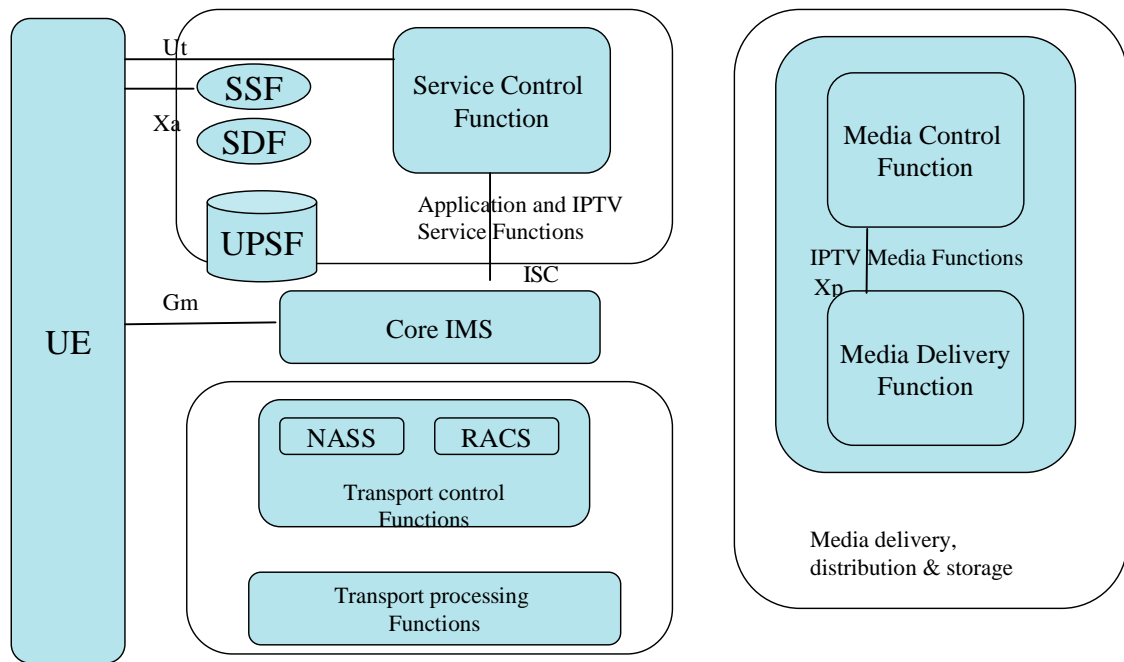 Ut
SSF
Xa
SDF
UPSF
Service Control
Function
Application and IPTV
Service Functions
ISC
Gm
UE
Core IMS
NASS
RACS
Transport control
Functions
Transport processing
Functions
Media Control
Function
IPTV Media Functions
Xp
Media Delivery
Function
Media delivery,
distribution & storage